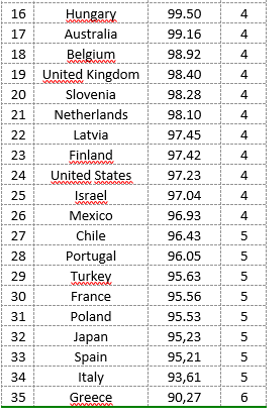 16 Hungary 99.50 4
17 Australia 99.16 4
18 Belgium 98.92 4
19 United Kingdom 98.40 4
20 Slovenia 98.28 4
21 Netherlands 98.10 4
22 Latvia 97.45 4
23 Finland 97.42 4
24 United States 97.23 4
25 Israel 97.04 4
26 Mexico 96.93 4
27 Chile 96.43 5
28 Portugal 96.05 5
29 Turkey 95.63 5
30 France 95.56 5
31 Poland 95.53 5
32 Japan 95,23 5
33 Spain 95,21 5
34 Italy 93,61 5
35 Greece 90,27 6